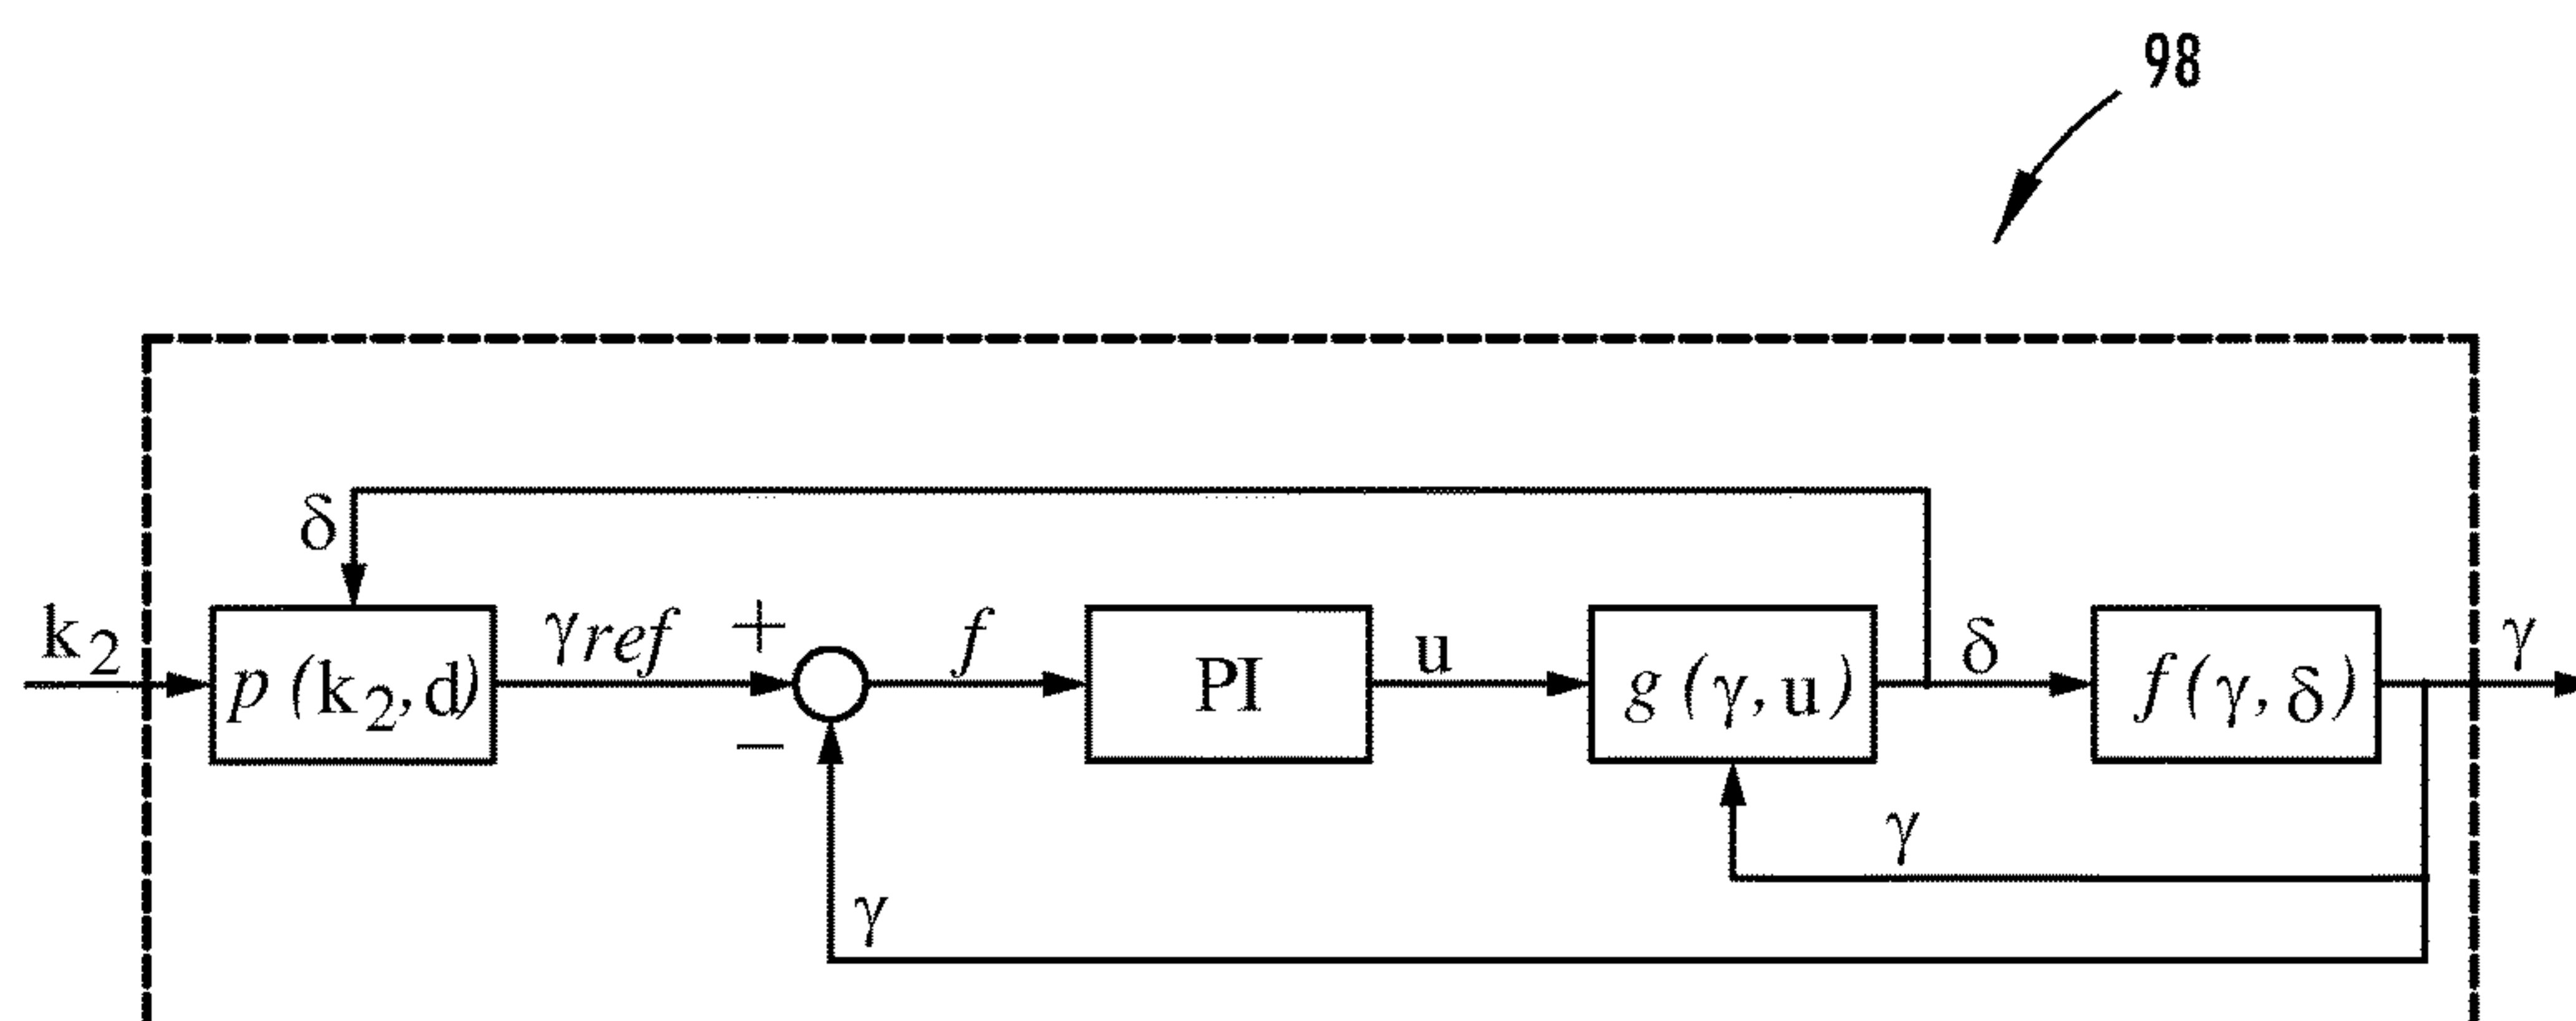 98
δ
k₂
p (k₂,d)
γref
+
−
f
PI
u
g (γ,u)
δ
f (γ,δ)
γ
γ
γ